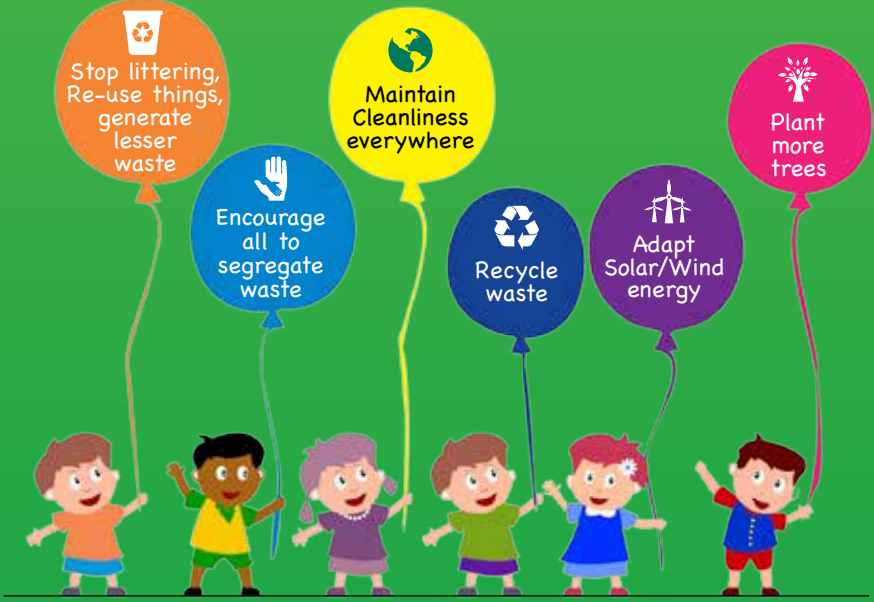 Stop littering,
Re-use things,
generate
lesser
waste
Encourage
all to
segregate
waste
Maintain
Cleanliness
everywhere
Recycle
waste
Adapt
Solar/Wind
energy
Plant
more
trees